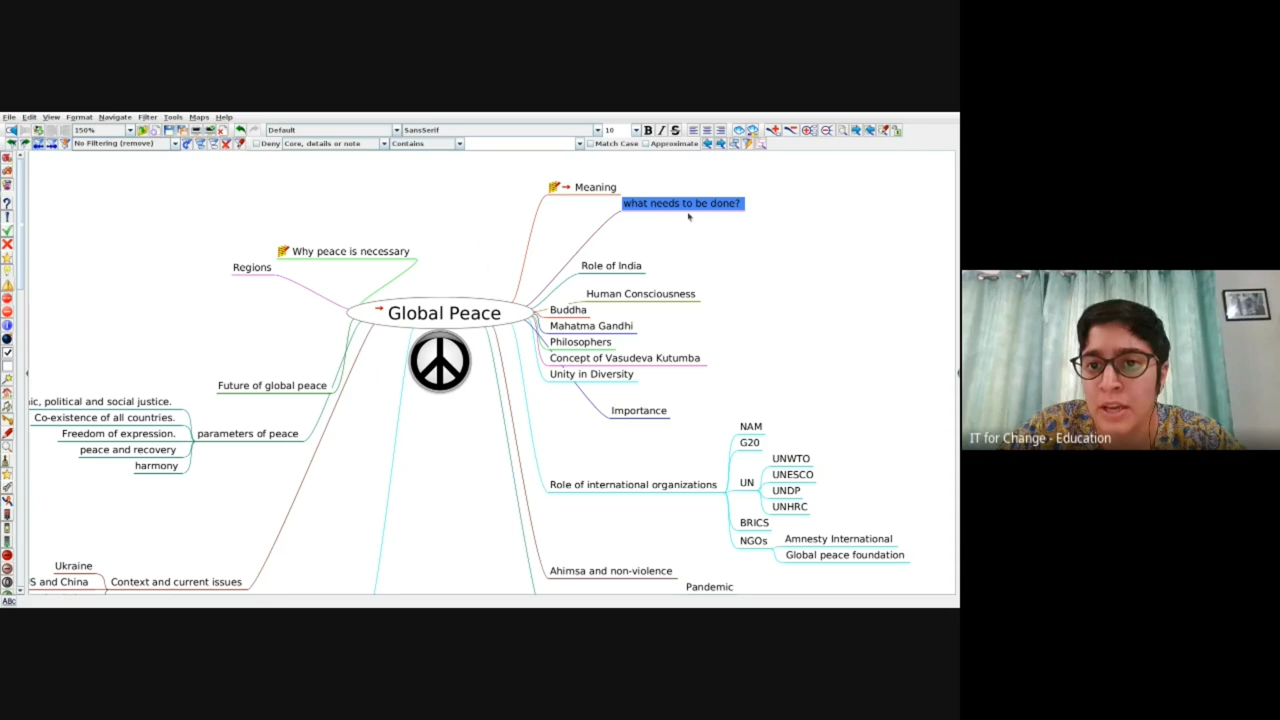 File Edit View Format Navigate Filter Tools Maps Help
150% Default SansSerif 10 B I S
No Filtering (remove) Deny Core, details or note Contains Match Case Approximate
Meaning
what needs to be done?
Why peace is necessary
Regions
Role of India
Human Consciousness
Global Peace
Buddha
Mahatma Gandhi
Philosophers
Concept of Vasudeva Kutumba
Unity in Diversity
Importance
Future of global peace
ic, political and social justice.
Co-existence of all countries.
Freedom of expression.
parameters of peace
peace and recovery
harmony
NAM
G20
UNWTO
UNESCO
Role of international organizations
UN
UNDP
UNHRC
BRICS
NGOs
Amnesty International
Global peace foundation
Ukraine
S and China
Context and current issues
Ahimsa and non-violence
Pandemic
ABC
IT for Change - Education